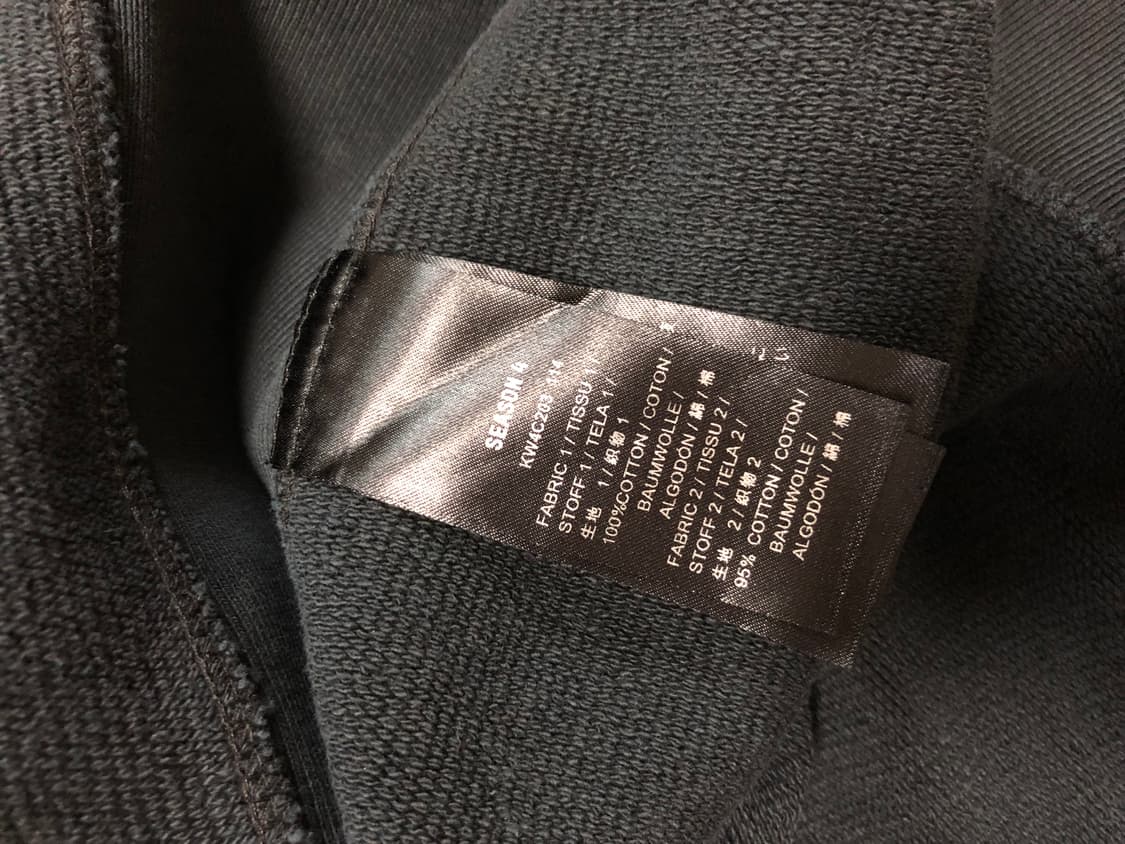 SEASON 4
KW4C203
FABRIC 1 / TISSU 1 /
STOFF 1 / TELA 1 /
生地 1 / 织物 1
100%COTTON / COTON /
BAUMWOLLE /
ALGODÓN / 綿 / 棉
FABRIC 2 / TISSU 2 /
STOFF 2 / TELA 2 /
生地 2 / 织物 2
95% COTTON / COTON /
BAUMWOLLE /
ALGODÓN / 綿 / 棉